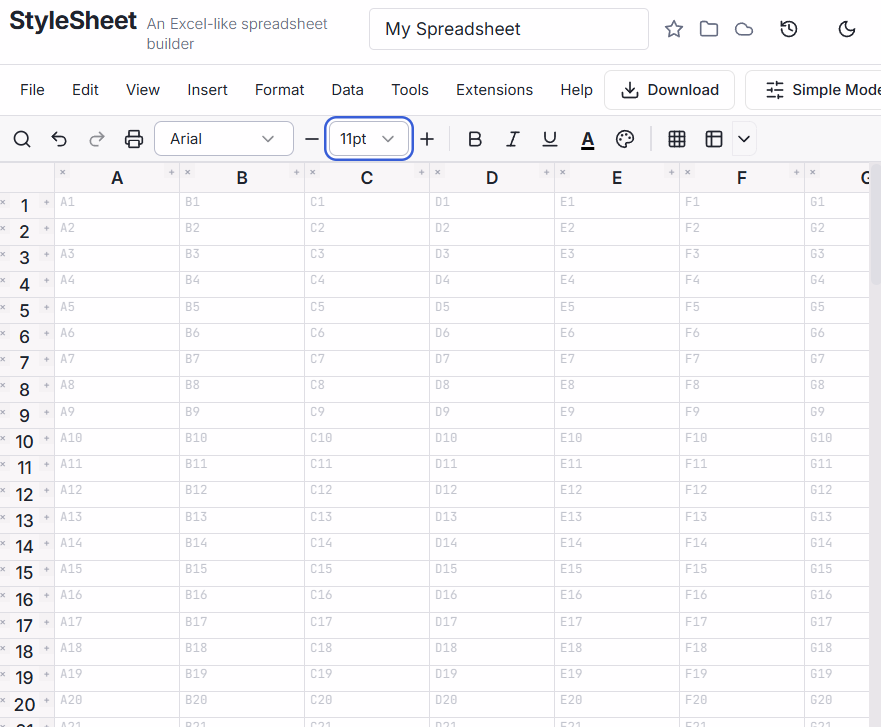 StyleSheet An Excel-like spreadsheet
builder
My Spreadsheet
File Edit View Insert Format Data Tools Extensions Help Download Simple Mode
Arial 11pt B I U A
A B C D E F G
1 A1 B1 C1 D1 E1 F1 G1
2 A2 B2 C2 D2 E2 F2 G2
3 A3 B3 C3 D3 E3 F3 G3
4 A4 B4 C4 D4 E4 F4 G4
5 A5 B5 C5 D5 E5 F5 G5
6 A6 B6 C6 D6 E6 F6 G6
7 A7 B7 C7 D7 E7 F7 G7
8 A8 B8 C8 D8 E8 F8 G8
9 A9 B9 C9 D9 E9 F9 G9
10 A10 B10 C10 D10 E10 F10 G10
11 A11 B11 C11 D11 E11 F11 G11
12 A12 B12 C12 D12 E12 F12 G12
13 A13 B13 C13 D13 E13 F13 G13
14 A14 B14 C14 D14 E14 F14 G14
15 A15 B15 C15 D15 E15 F15 G15
16 A16 B16 C16 D16 E16 F16 G16
17 A17 B17 C17 D17 E17 F17 G17
18 A18 B18 C18 D18 E18 F18 G18
19 A19 B19 C19 D19 E19 F19 G19
20 A20 B20 C20 D20 E20 F20 G20
21 A21 B21 C21 D21 E21 F21 G21